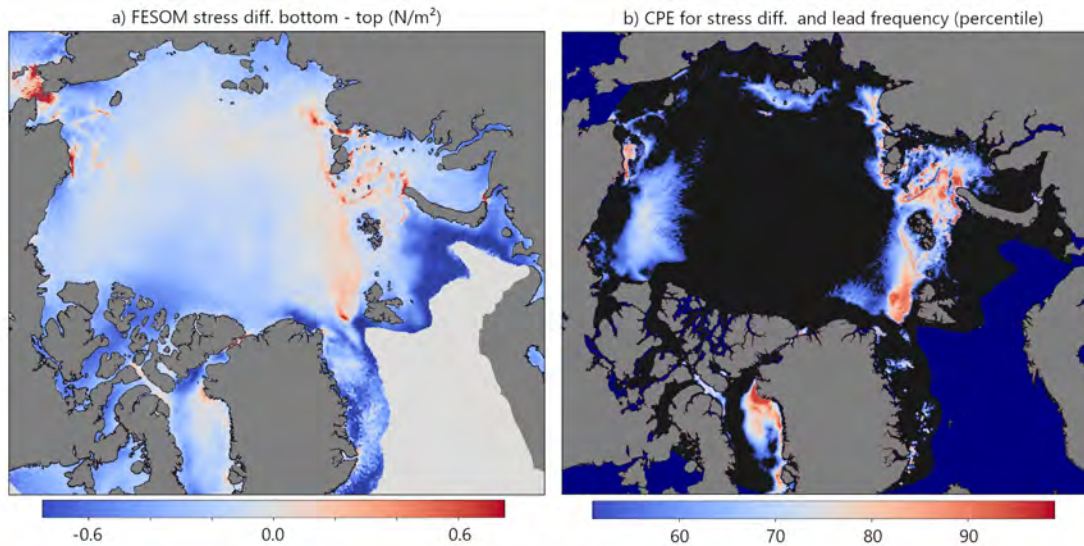 a) FESOM stress diff. bottom - top (N/m²)
b) CPE for stress diff. and lead frequency (percentile)
-0.6 0.0 0.6
60 70 80 90